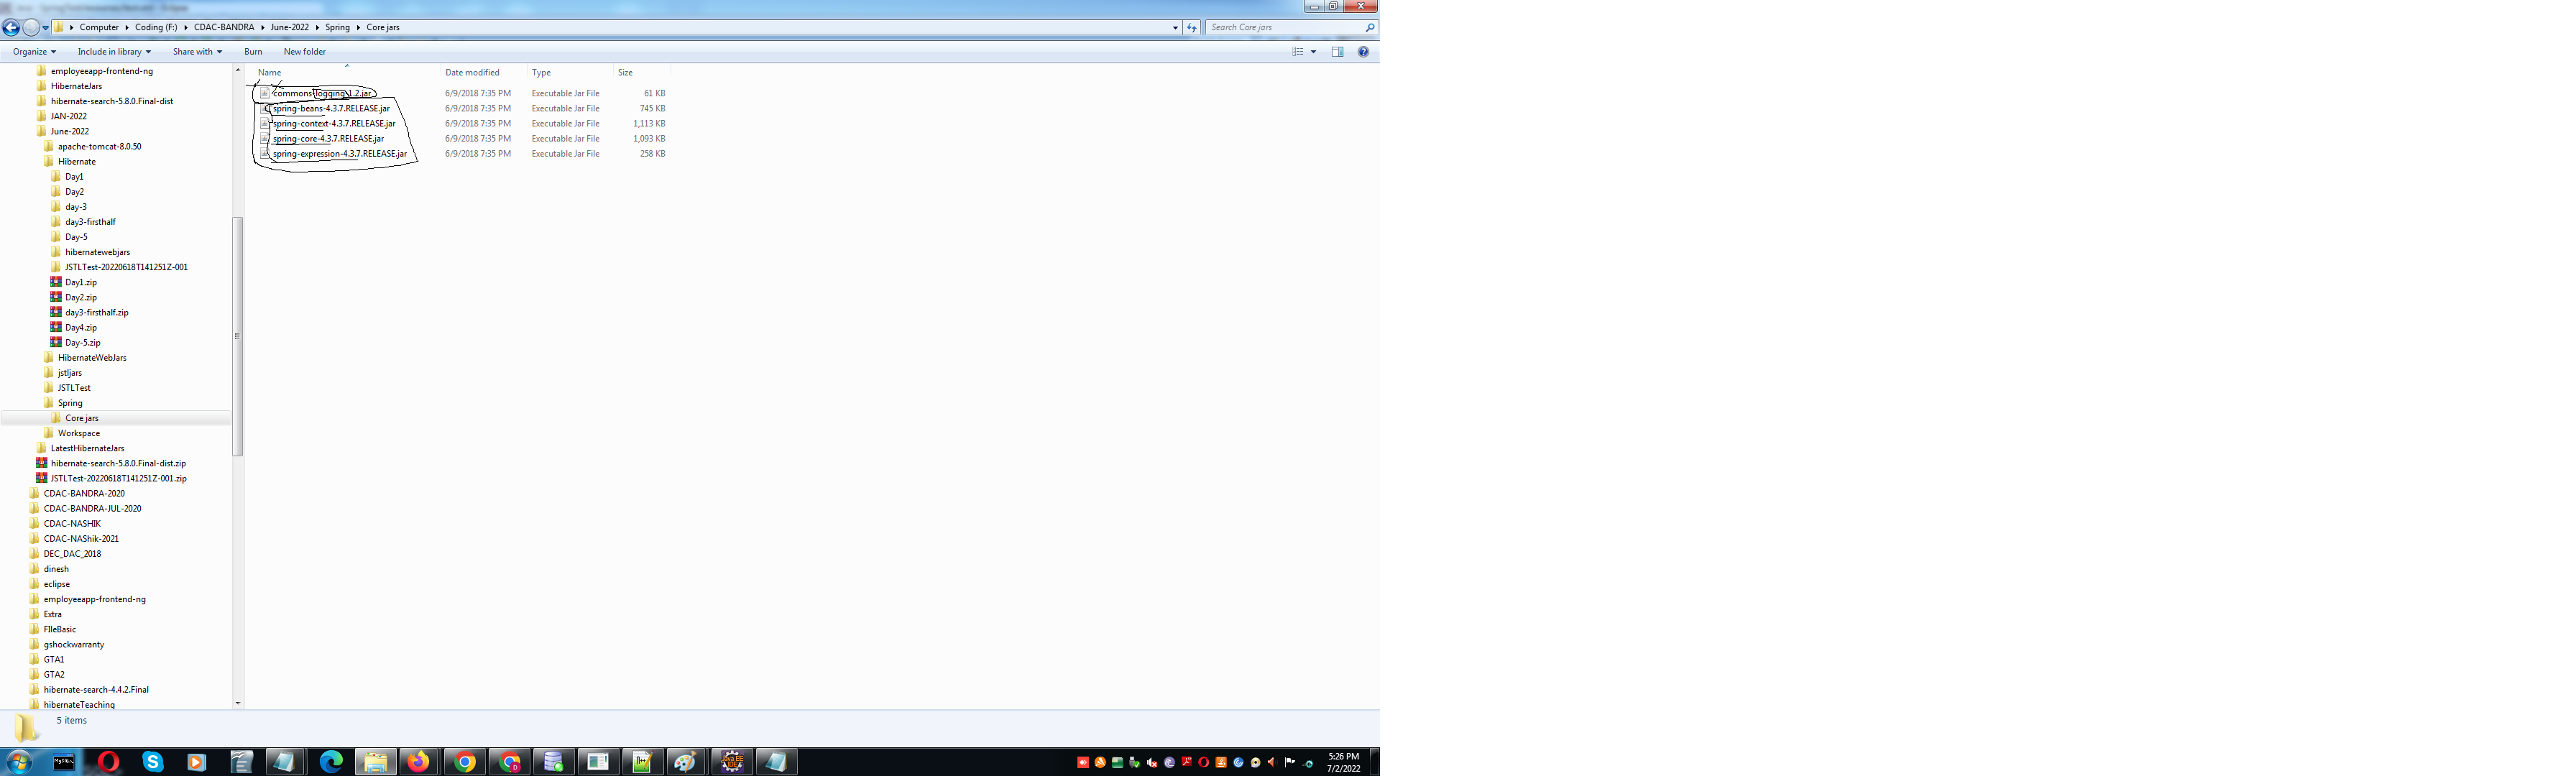 Computer Coding (F:) CDAC-BANDRA June-2022 Spring Core jars
Search Core jars
Organize Include in library Share with Burn New folder
Name Date modified Type Size
commons-logging-1.2.jar 6/9/2018 7:35 PM Executable Jar File 61 KB
spring-beans-4.3.7.RELEASE.jar 6/9/2018 7:35 PM Executable Jar File 745 KB
spring-context-4.3.7.RELEASE.jar 6/9/2018 7:35 PM Executable Jar File 1,113 KB
spring-core-4.3.7.RELEASE.jar 6/9/2018 7:35 PM Executable Jar File 1,093 KB
spring-expression-4.3.7.RELEASE.jar 6/9/2018 7:35 PM Executable Jar File 258 KB
employeeapp-frontend-ng
HibernateJars
hibernate-search-5.8.0.Final-dist
JAN-2022
June-2022
apache-tomcat-8.0.50
Hibernate
Day1
Day2
day-3
day3-firsthalf
Day-5
hibernatewebjars
JSTLTest-20220618T141251Z-001
Day1.zip
Day2.zip
day3-firsthalf.zip
Day4.zip
Day-5.zip
HibernateWebJars
jstljars
JSTLTest
Spring
Core jars
Workspace
LatestHibernateJars
hibernate-search-5.8.0.Final-dist.zip
JSTLTest-20220618T141251Z-001.zip
CDAC-BANDRA-2020
CDAC-BANDRA-JUL-2020
CDAC-NASHIK
CDAC-NAShik-2021
DEC_DAC_2018
dinesh
eclipse
employeeapp-frontend-ng
Extra
FIleBasic
gshockwarranty
GTA1
GTA2
hibernate-search-4.4.2.Final
hibernateTeaching
5 items
5:26 PM
7/2/2022